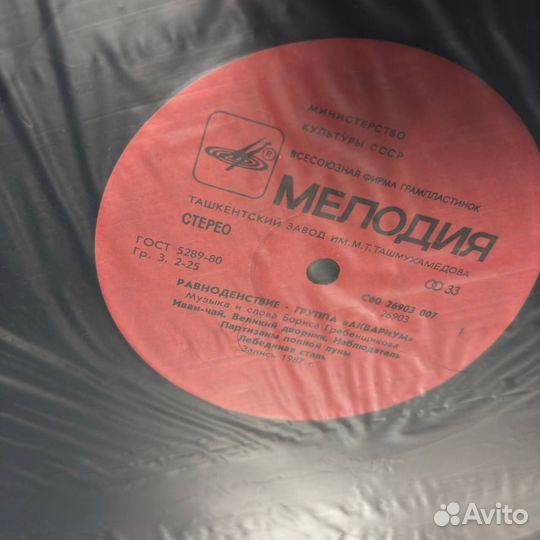 МИНИСТЕРСТВО
КУЛЬТУРЫ СССР
ВСЕСОЮЗНАЯ ФИРМА ГРАМПЛАСТИНОК
®
МЕЛОДИЯ
ТАШКЕНТСКИЙ ЗАВОД ИМ. М.Т. ТАШМУХАМЕДОВА
СТЕРЕО
33
ГОСТ 5289-80
Гр. 3. 2-25
С60 26903 007
26903
1
РАВНОДЕНСТВИЕ - ГРУППА «АКВАРИУМ»
Музыка и слова Бориса Гребенщикова
Иван-чай, Великий дворник, Наблюдатель
Партизаны полной луны
Лебединая сталь
Запись 1987 г.
Avito